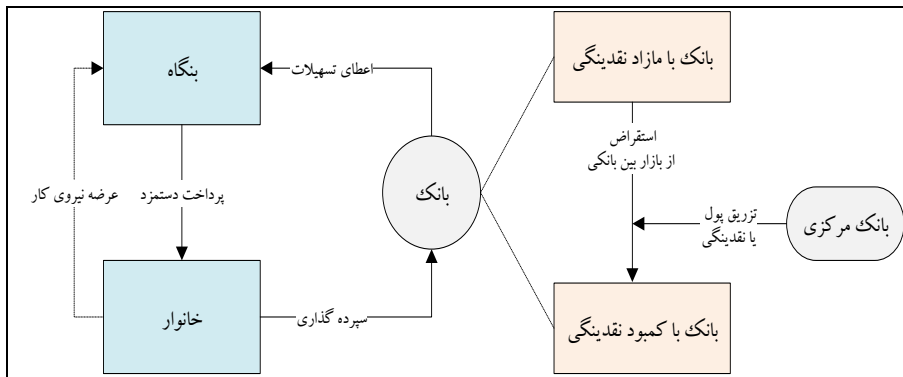 بانک با مازاد نقدینگی
بنگاه
اعطای تسهیلات
استقراض
از بازار بین بانکی
بانک
پرداخت دستمزد
عرضه نیروی کار
تزریق پول
یا نقدینگی
بانک مرکزی
خانوار
سپرده گذاری
بانک با کمبود نقدینگی